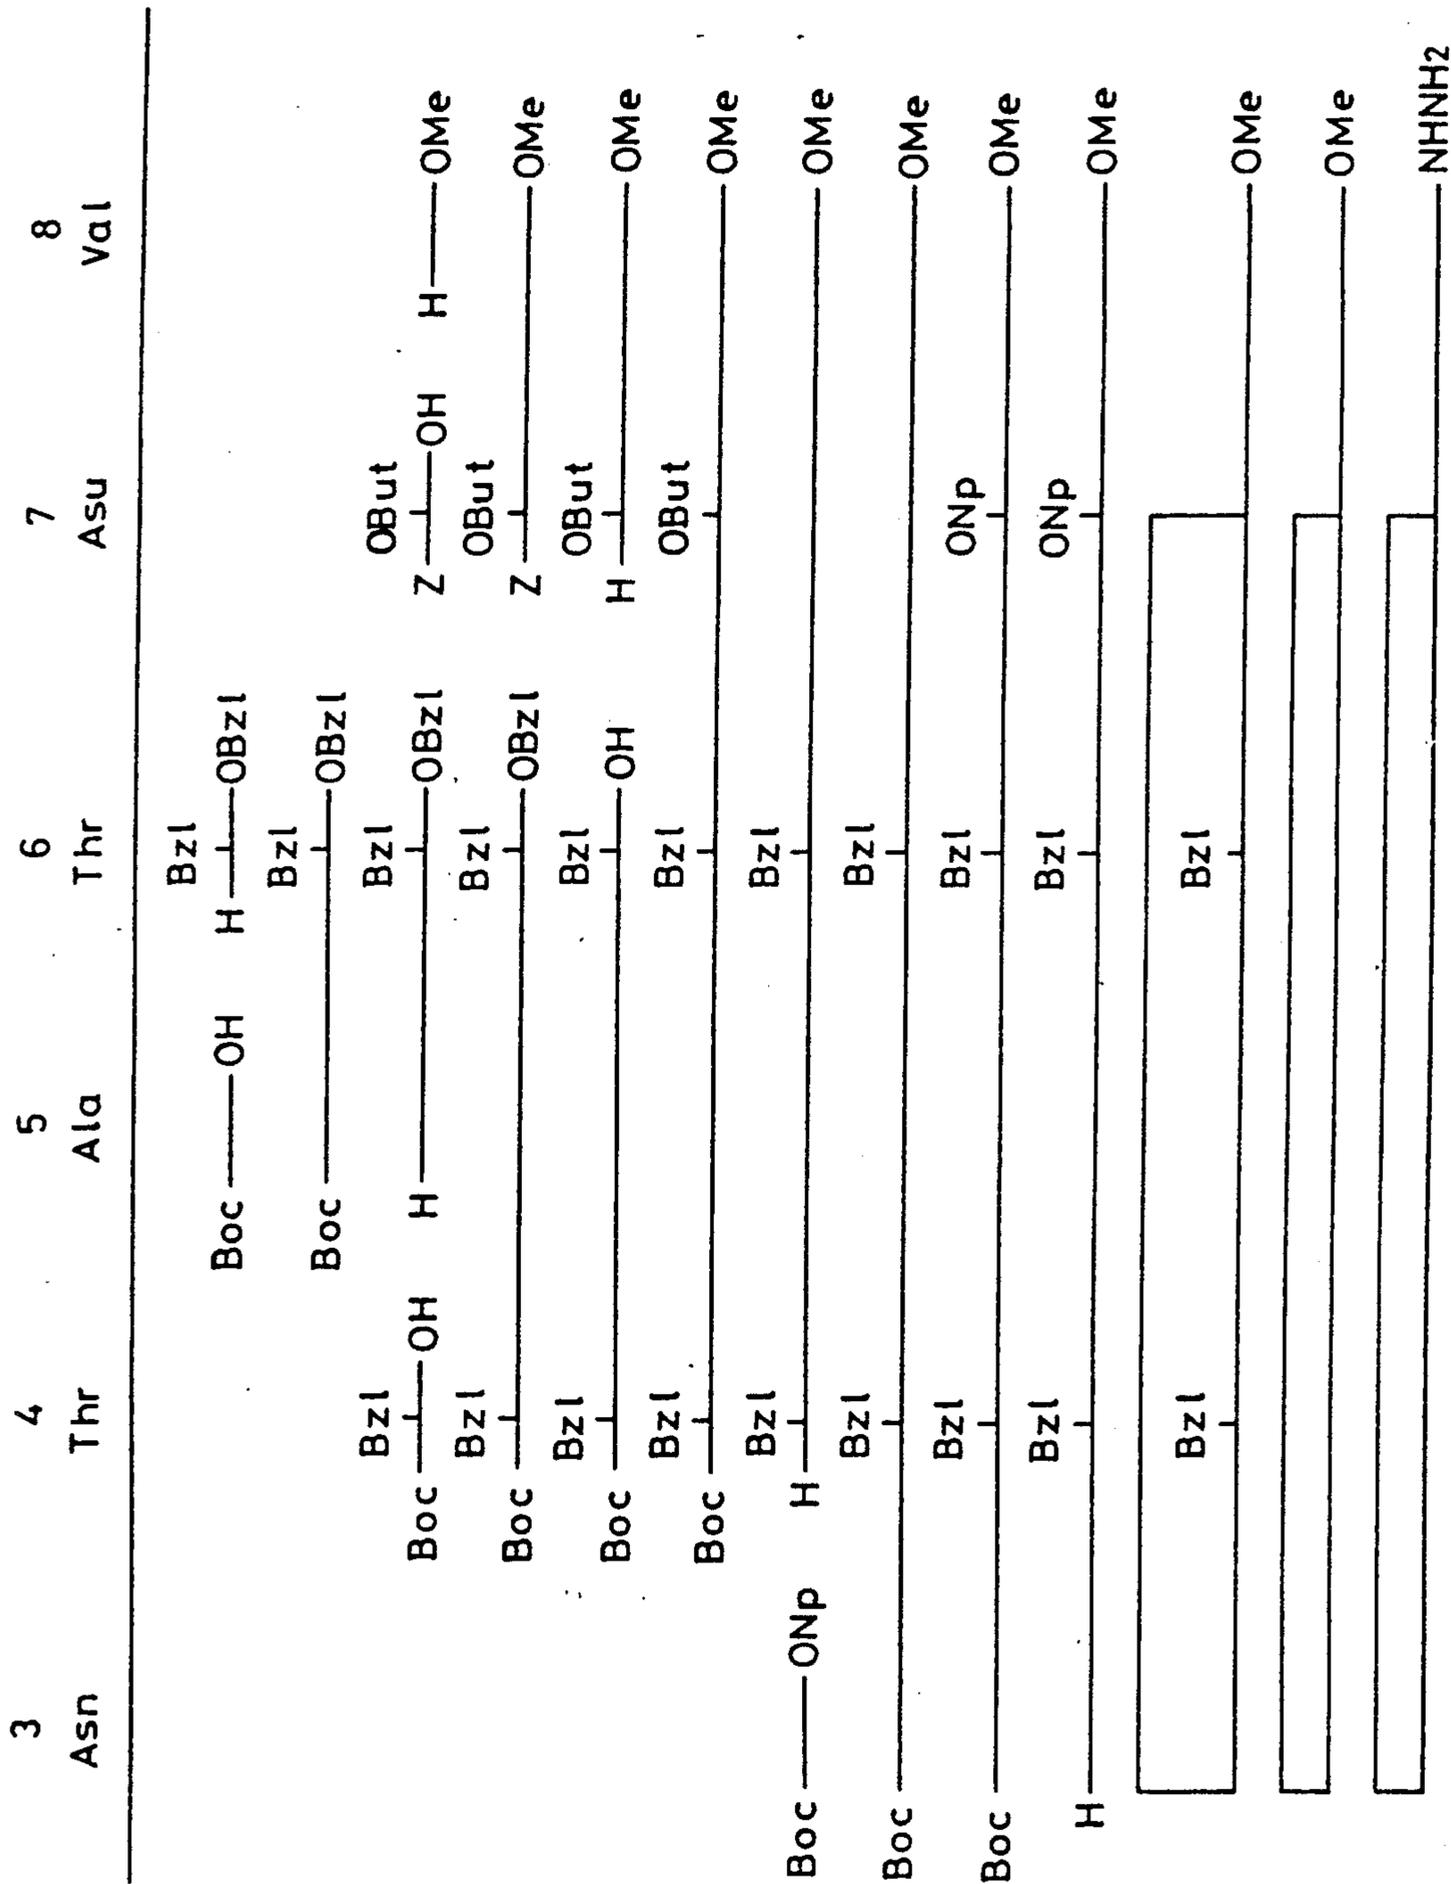 3 4 5 6 7 8
Asn Thr Ala Thr Asu Val
Bzl
Boc OH H OBzl
Bzl
Boc OBzl
Bzl Bzl OBut
Boc OH H OBzl Z OH H OMe
Bzl Bzl OBut
Boc OBzl Z OMe
Bzl Bzl OBut
Boc OH H OMe
Bzl Bzl OBut
Boc OMe
Bzl Bzl
Boc ONp H OMe
Bzl Bzl
Boc OMe
Bzl Bzl ONp
Boc OMe
Bzl Bzl ONp
H OMe
Bzl Bzl
OMe
OMe
NHNH2